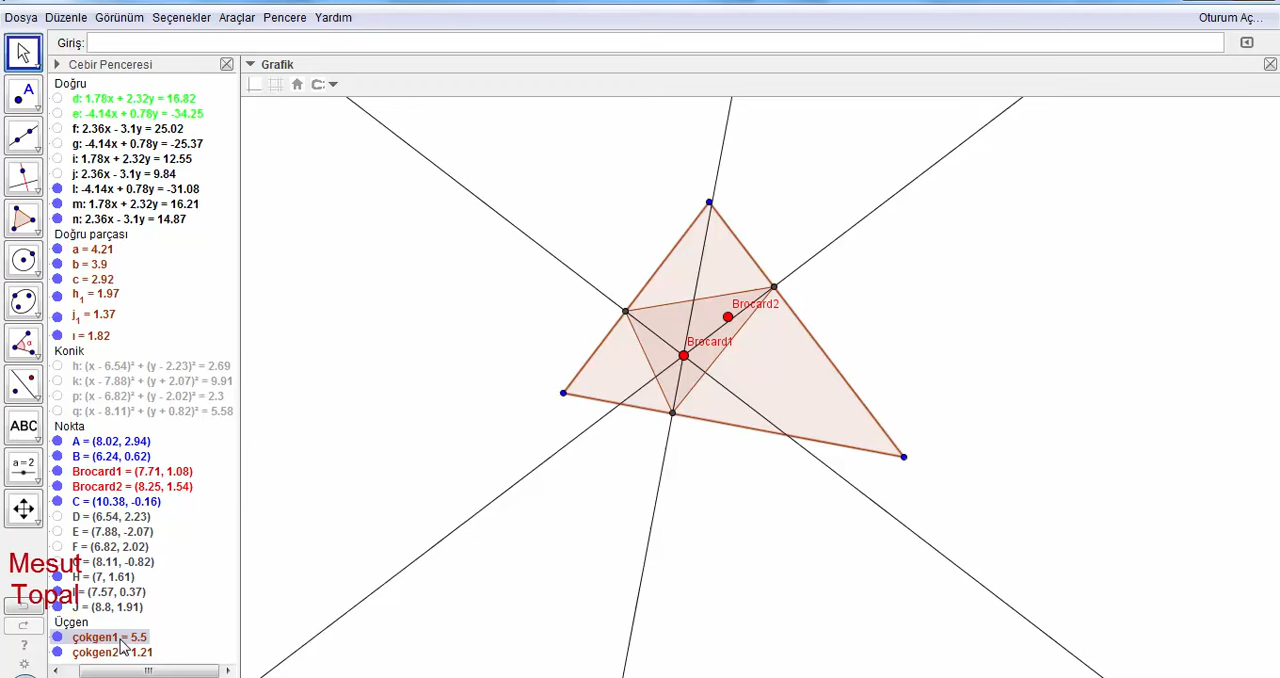 Dosya Düzenle Görünüm Seçenekler Araçlar Pencere Yardım Oturum Aç...
Giriş:
Cebir Penceresi Grafik
Doğru
d: 1.78x + 2.32y = 16.82
e: -4.14x + 0.78y = -34.25
f: 2.36x - 3.1y = 25.02
g: -4.14x + 0.78y = -25.37
i: 1.78x + 2.32y = 12.55
j: 2.36x - 3.1y = 9.84
l: -4.14x + 0.78y = -31.08
m: 1.78x + 2.32y = 16.21
n: 2.36x - 3.1y = 14.87
Doğru parçası
a = 4.21
b = 3.9
c = 2.92
h₁ = 1.97
j₁ = 1.37
ı = 1.82
Konik
h: (x - 6.54)² + (y - 2.23)² = 2.69
k: (x - 7.88)² + (y + 2.07)² = 9.91
p: (x - 6.82)² + (y - 2.02)² = 2.3
q: (x - 8.11)² + (y + 0.82)² = 5.58
Nokta
A = (8.02, 2.94)
B = (6.24, 0.62)
Brocard1 = (7.71, 1.08)
Brocard2 = (8.25, 1.54)
C = (10.38, -0.16)
D = (6.54, 2.23)
E = (7.88, -2.07)
F = (6.82, 2.02)
= (8.11, -0.82)
H = (7, 1.61)
= (7.57, 0.37)
J = (8.8, 1.91)
Üçgen
çokgen1 = 5.5
çokgen2 1.21
Brocard2
Brocard1
ABC
a=2
Mesut
Topal